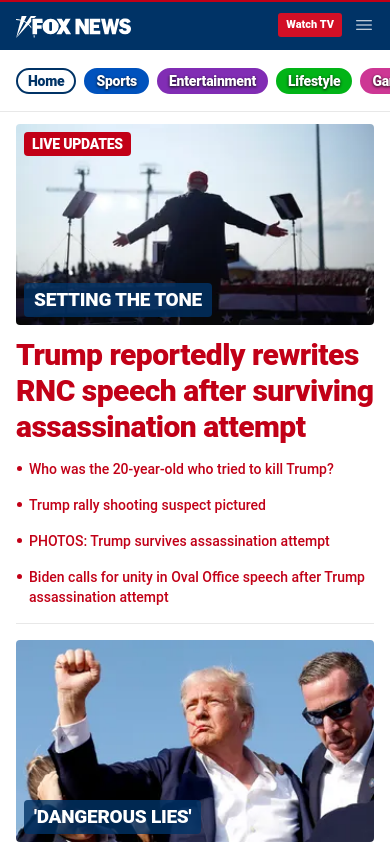 FOX NEWS
Watch TV
Home
Sports
Entertainment
Lifestyle
LIVE UPDATES
SETTING THE TONE
Trump reportedly rewrites
RNC speech after surviving
assassination attempt
Who was the 20-year-old who tried to kill Trump?
Trump rally shooting suspect pictured
PHOTOS: Trump survives assassination attempt
Biden calls for unity in Oval Office speech after Trump
assassination attempt
'DANGEROUS LIES'